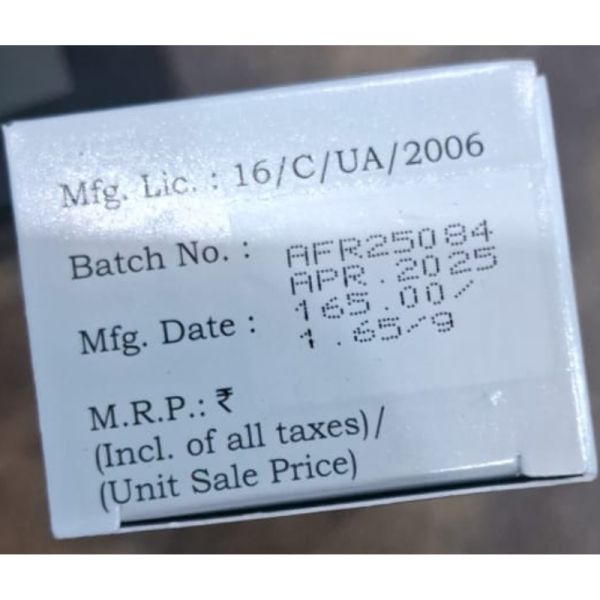 Mfg. Lic. : 16/C/UA/2006
Batch No. : AFR25084
APR.2025
Mfg. Date : 165.00/
1.65/g
M.R.P.: ₹
(Incl. of all taxes)/
(Unit Sale Price)